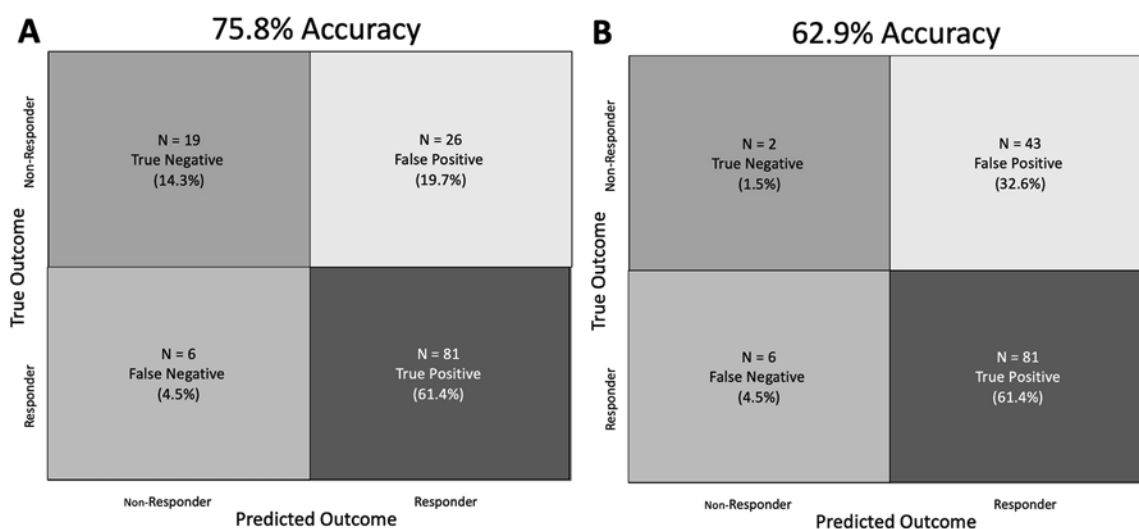 A
75.8% Accuracy
True Outcome
Non-Responder
Responder
N = 19
True Negative
(14.3%)
N = 26
False Positive
(19.7%)
N = 6
False Negative
(4.5%)
N = 81
True Positive
(61.4%)
Non-Responder
Responder
Predicted Outcome
B
62.9% Accuracy
True Outcome
Non-Responder
Responder
N = 2
True Negative
(1.5%)
N = 43
False Positive
(32.6%)
N = 6
False Negative
(4.5%)
N = 81
True Positive
(61.4%)
Non-Responder
Responder
Predicted Outcome